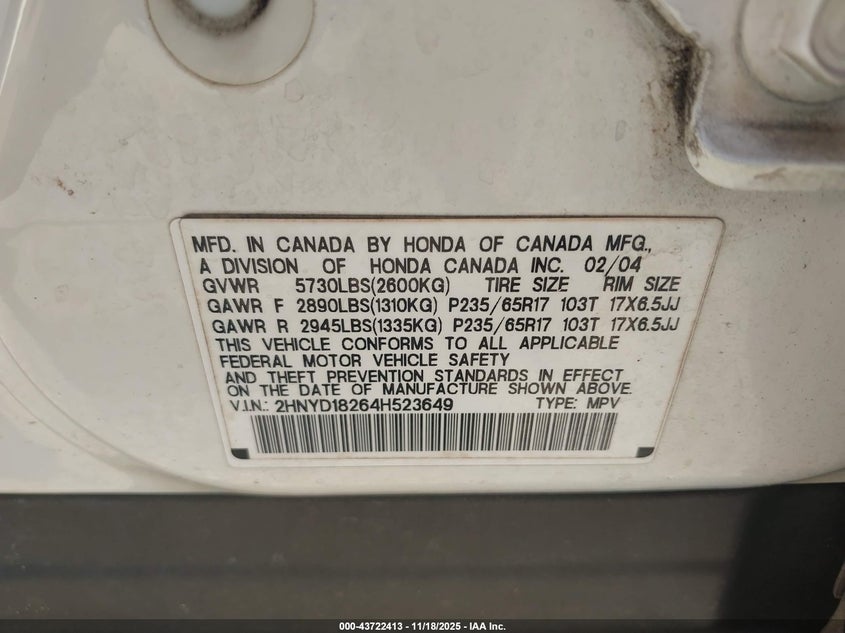 MFD. IN CANADA BY HONDA OF CANADA MFG.,
A DIVISION OF HONDA CANADA INC. 02/04
GVWR 5730LBS(2600KG) TIRE SIZE RIM SIZE
GAWR F 2890LBS(1310KG) P235/65R17 103T 17X6.5JJ
GAWR R 2945LBS(1335KG) P235/65R17 103T 17X6.5JJ
THIS VEHICLE CONFORMS TO ALL APPLICABLE
FEDERAL MOTOR VEHICLE SAFETY
AND THEFT PREVENTION STANDARDS IN EFFECT
ON THE DATE OF MANUFACTURE SHOWN ABOVE.
V.I.N.: 2HNYD18264H523649 TYPE: MPV
000-43722413 - 11/18/2025 - IAA Inc.